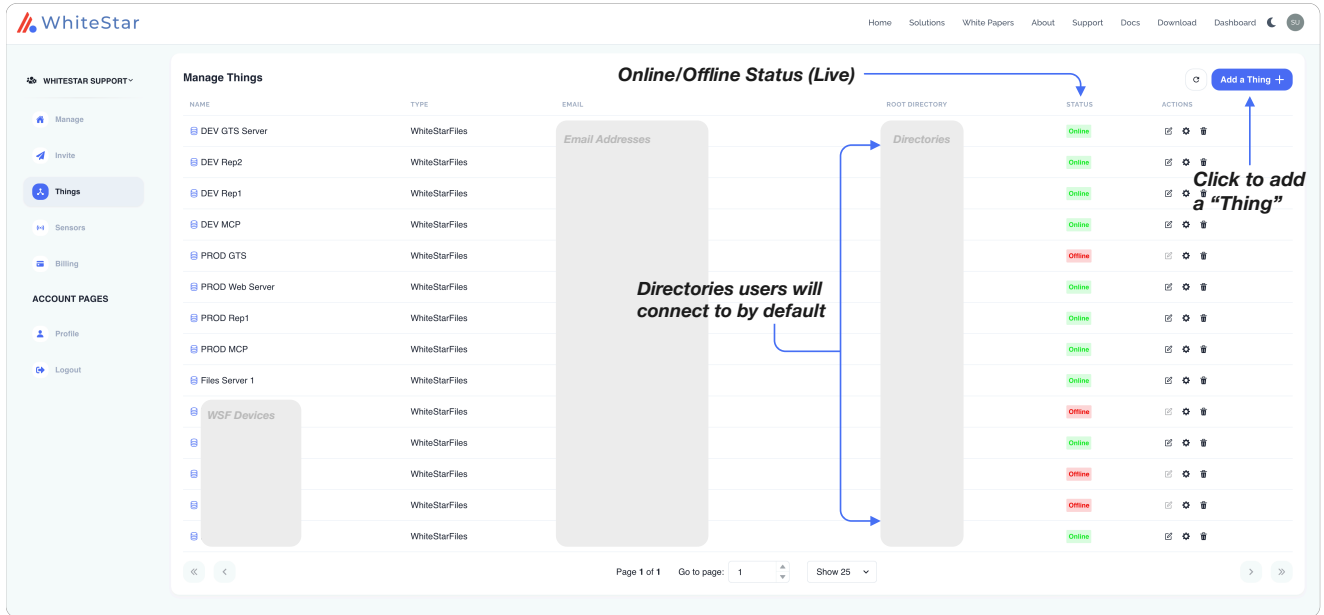 WhiteStar
Home Solutions White Papers About Support Docs Download Dashboard SU
WHITESTAR SUPPORT
Manage
Invite
Things
Sensors
Billing
ACCOUNT PAGES
Profile
Logout
Manage Things
Online/Offline Status (Live)
Add a Thing
NAME TYPE EMAIL ROOT DIRECTORY STATUS ACTIONS
DEV GTS Server WhiteStarFiles Online
Email Addresses
Directories
DEV Rep2 WhiteStarFiles Online
DEV Rep1 WhiteStarFiles Online
Click to add
a “Thing”
DEV MCP WhiteStarFiles Online
PROD GTS WhiteStarFiles Offline
PROD Web Server WhiteStarFiles Online
Directories users will
connect to by default
PROD Rep1 WhiteStarFiles Online
PROD MCP WhiteStarFiles Online
Files Server 1 WhiteStarFiles Online
WSF Devices
WhiteStarFiles Offline
WhiteStarFiles Online
WhiteStarFiles Offline
WhiteStarFiles Offline
WhiteStarFiles Online
Page 1 of 1 Go to page: 1 Show 25